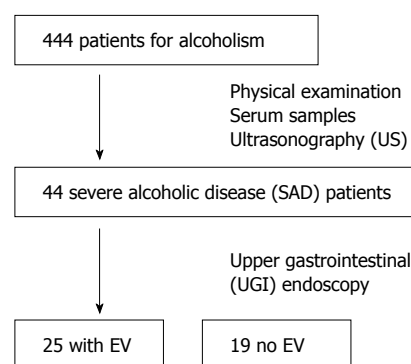 444 patients for alcoholism
Physical examination
Serum samples
Ultrasonography (US)
44 severe alcoholic disease (SAD) patients
Upper gastrointestinal
(UGI) endoscopy
25 with EV
19 no EV